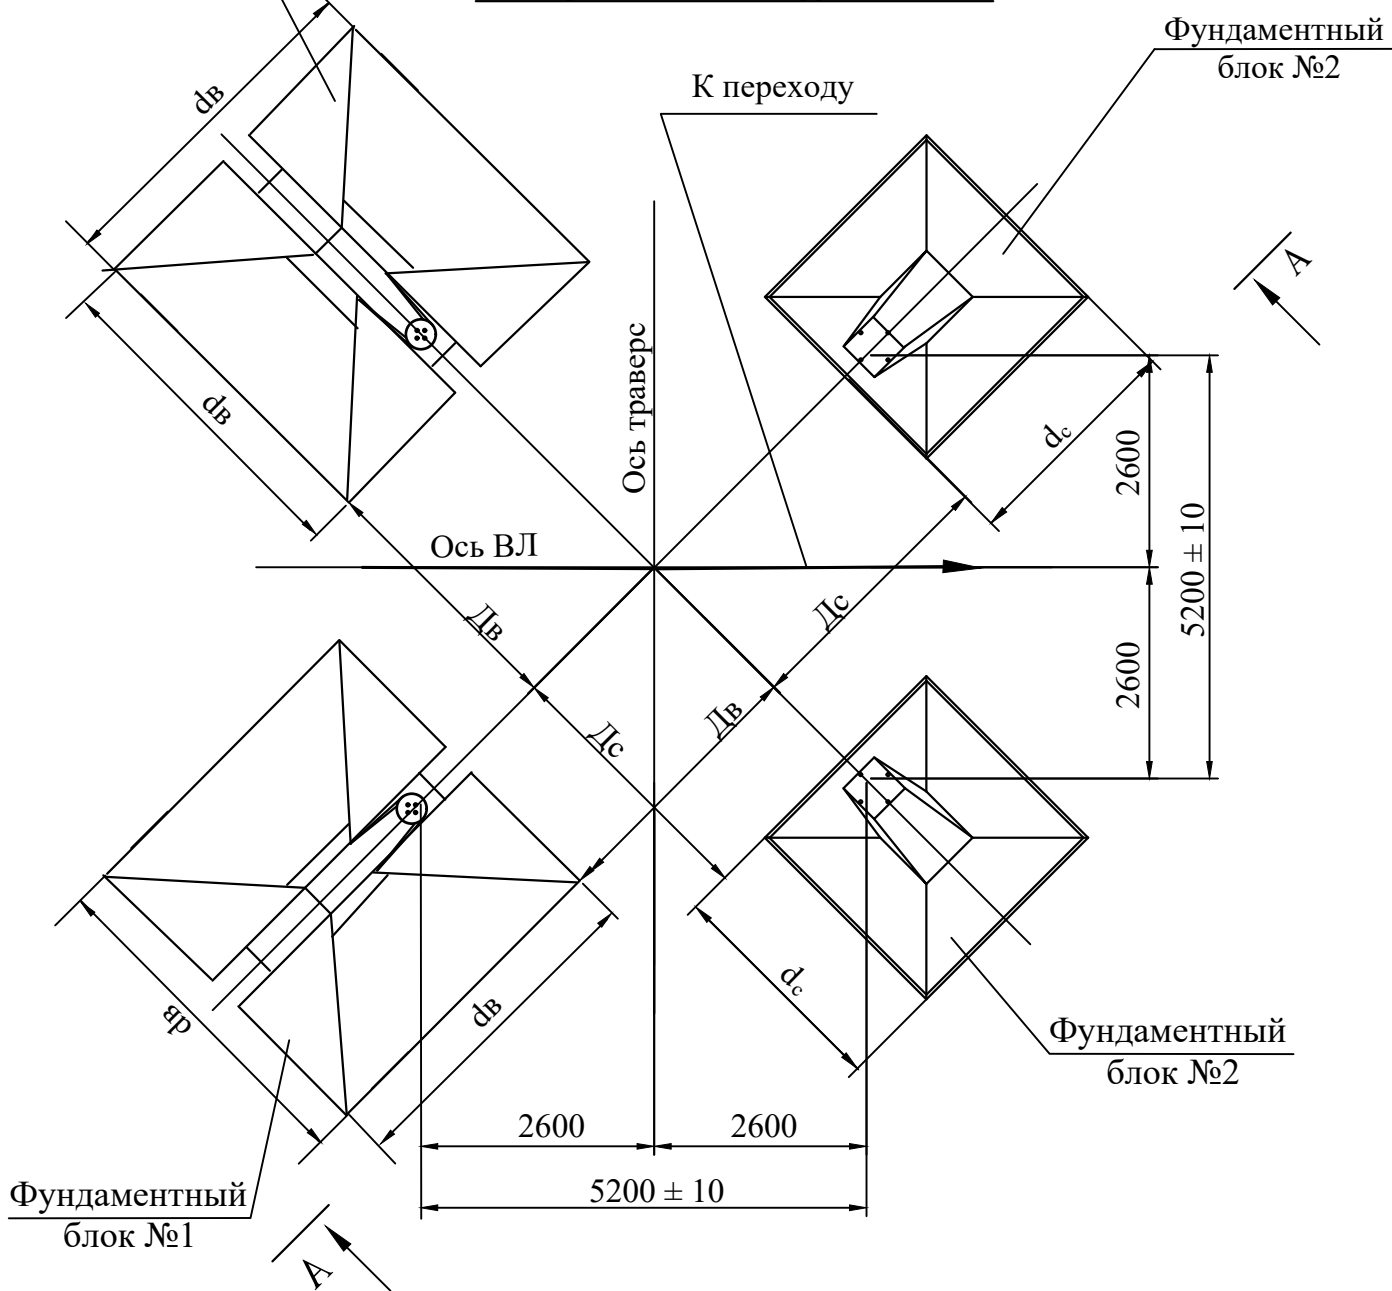 Фундаментный
блок №2
К переходу
dв
А
Ось траверс
dв
dс
2600
5200 ± 10
Ось ВЛ
Дв
Дс
2600
Дс
Дв
dв
dв
dс
Фундаментный
блок №2
2600
2600
5200 ± 10
Фундаментный
блок №1
А